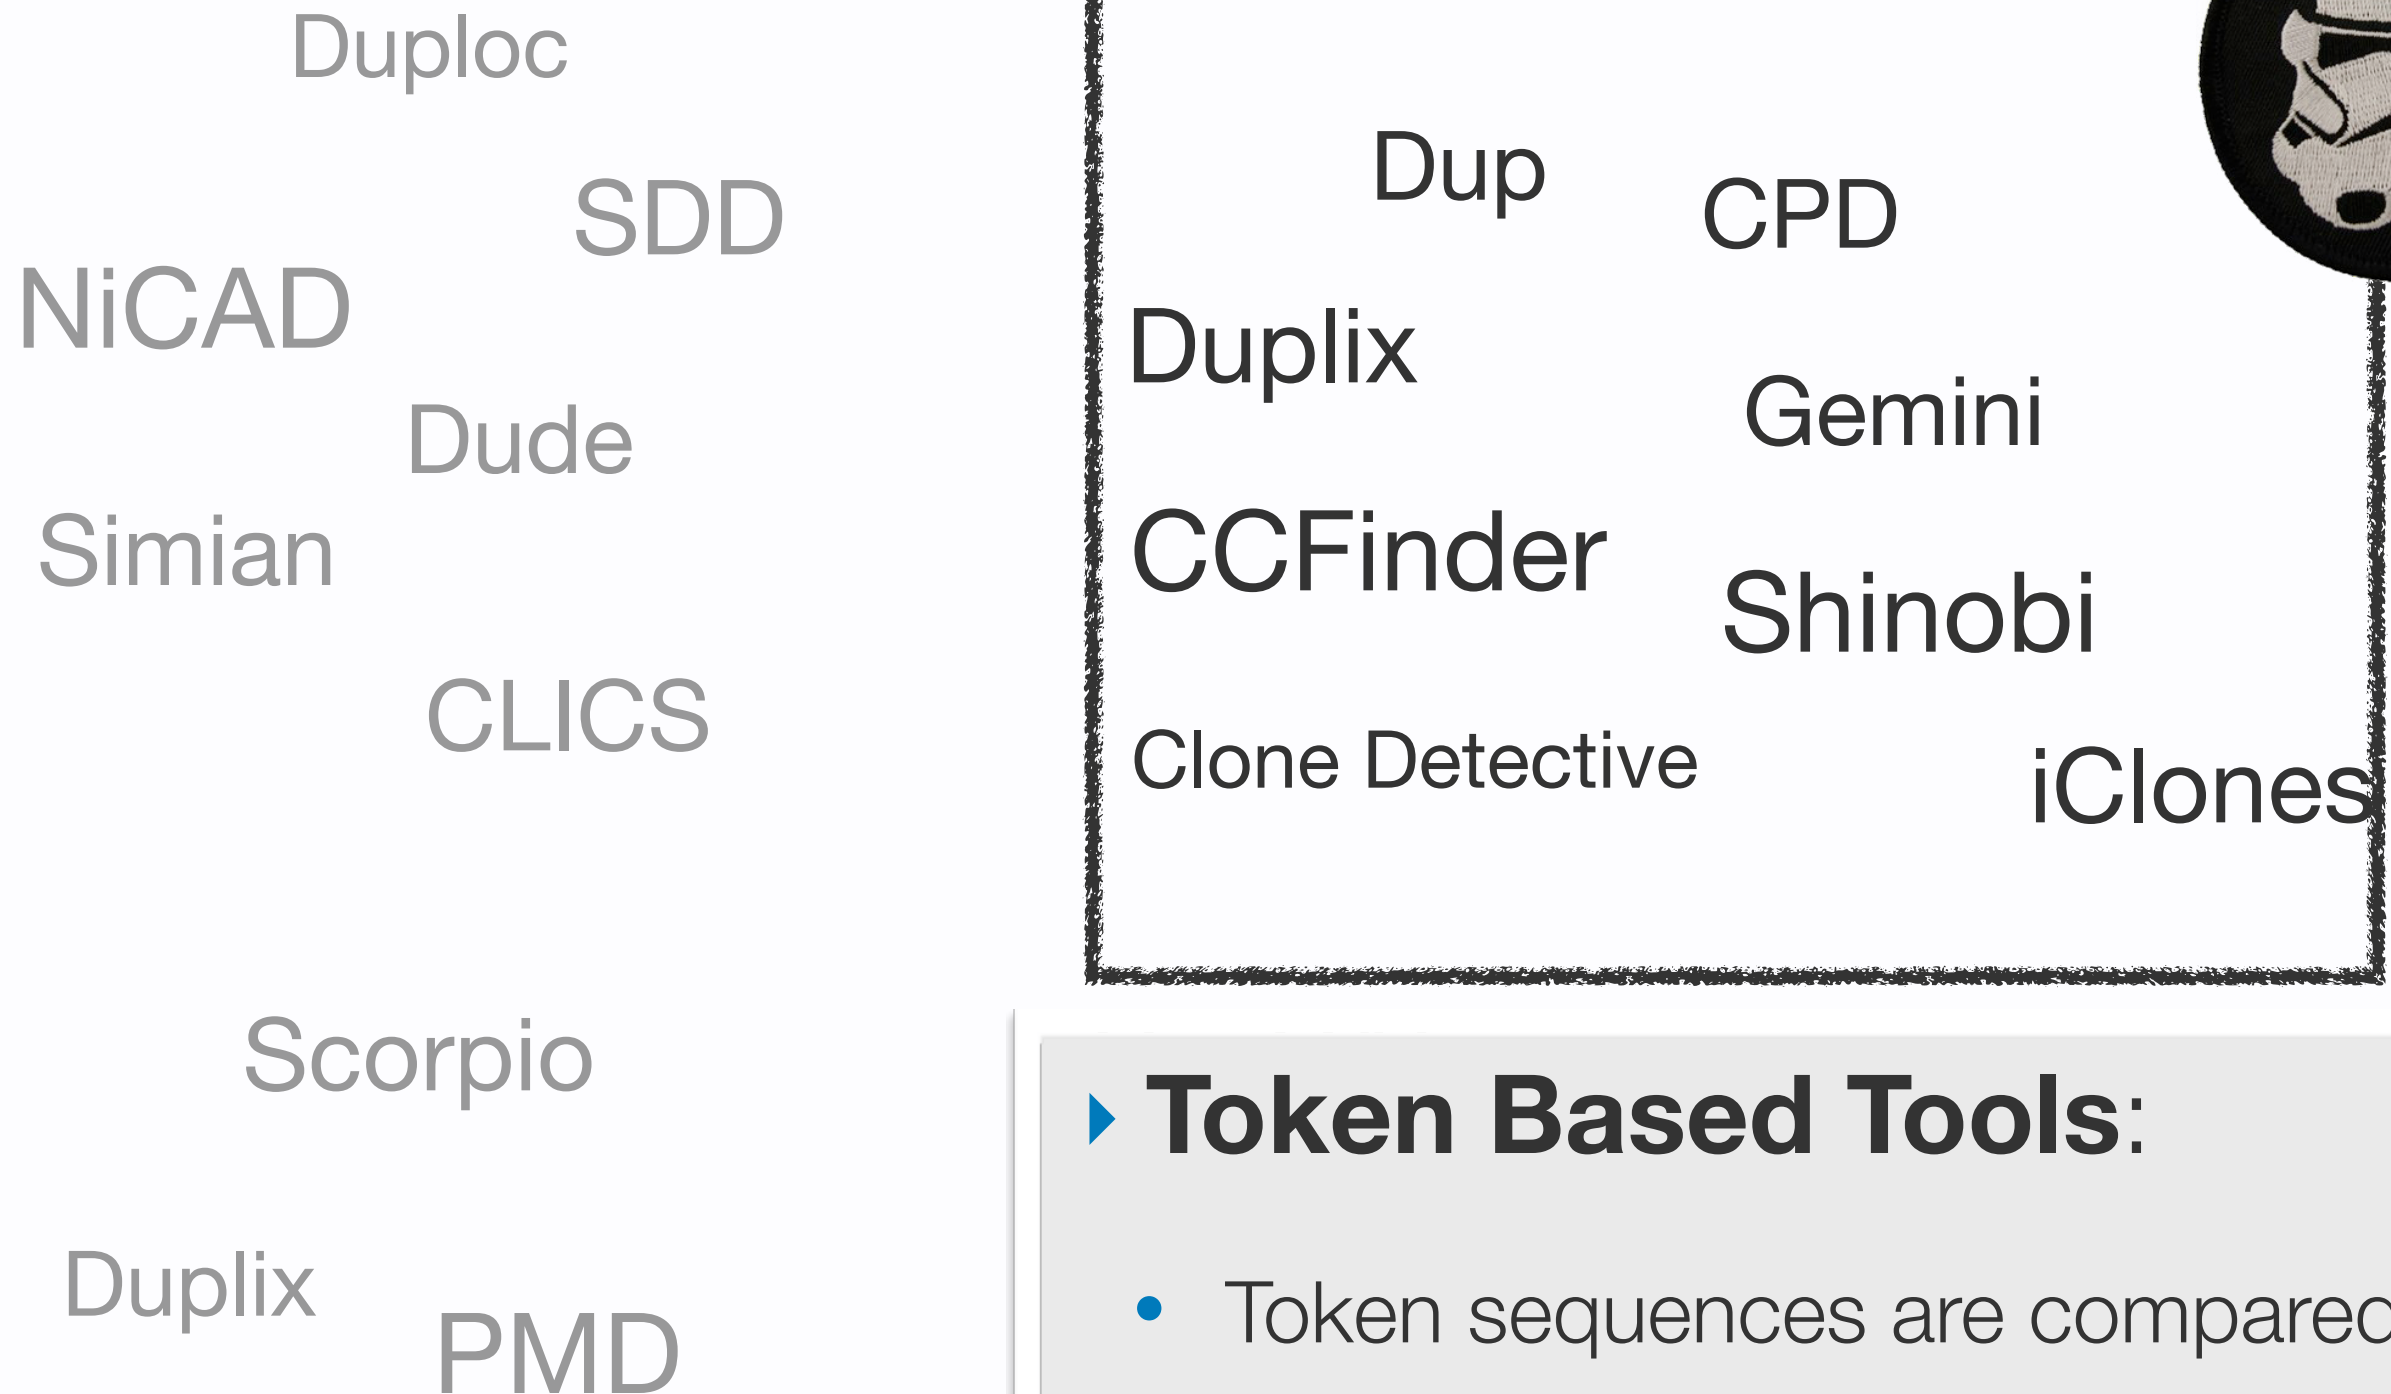 Duploc
SDD
NiCAD
Dude
Simian
CLICS
Scorpio
Duplix
PMD
Dup
CPD
Duplix
Gemini
CCFinder
Shinobi
Clone Detective
iClones
Token Based Tools:
• Token sequences are compared